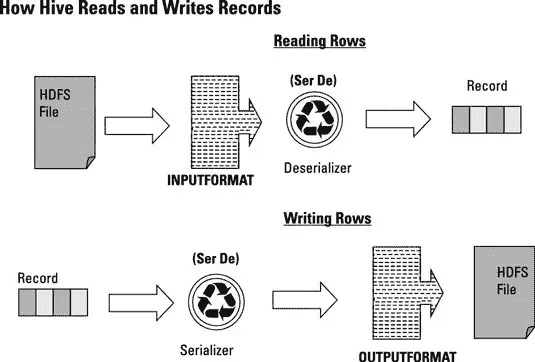 How Hive Reads and Writes Records
Reading Rows
HDFS
File
INPUTFORMAT
(Ser De)
Deserializer
Record
Writing Rows
Record
(Ser De)
Serializer
OUTPUTFORMAT
HDFS
File